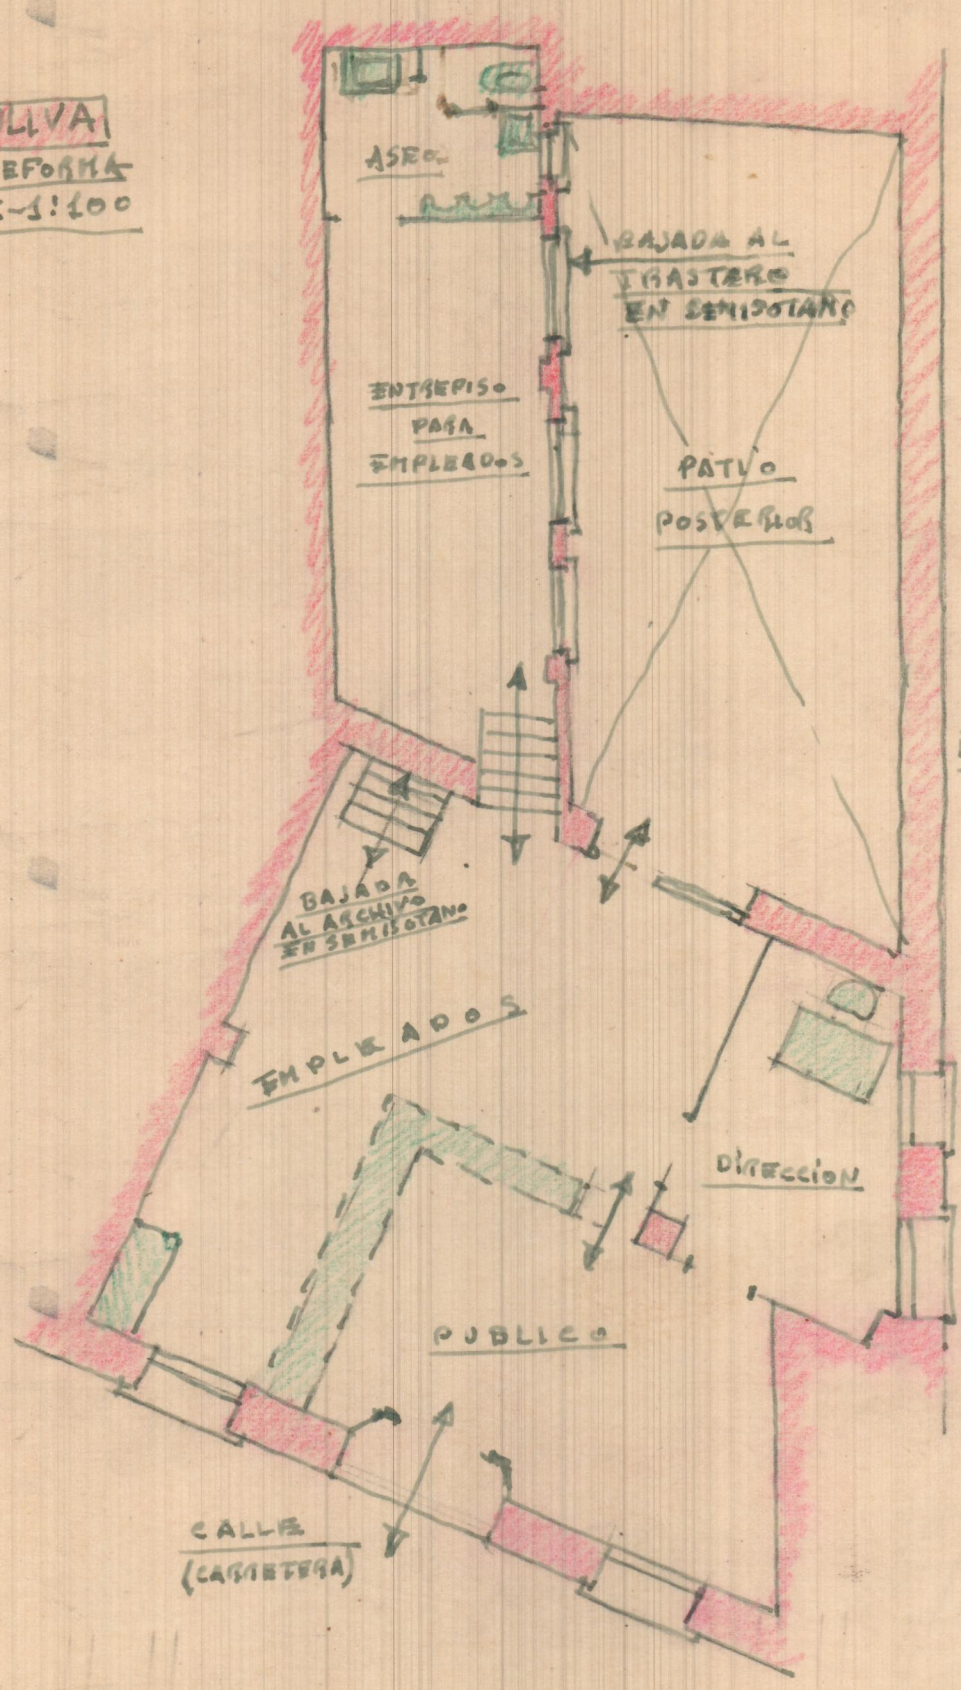 LLIVA
EFORMA
1:100
ASEO
BAJADA AL
TRASTERO
EN SEMISOTANO
ENTREPISO
PARA
EMPLEADOS
PATIO
POSTERIOR
BAJADA
AL ARCHIVO
EN SEMISOTANO
EMPLEADOS
DIRECCION
PUBLICO
CALLE
(CARRETERA)